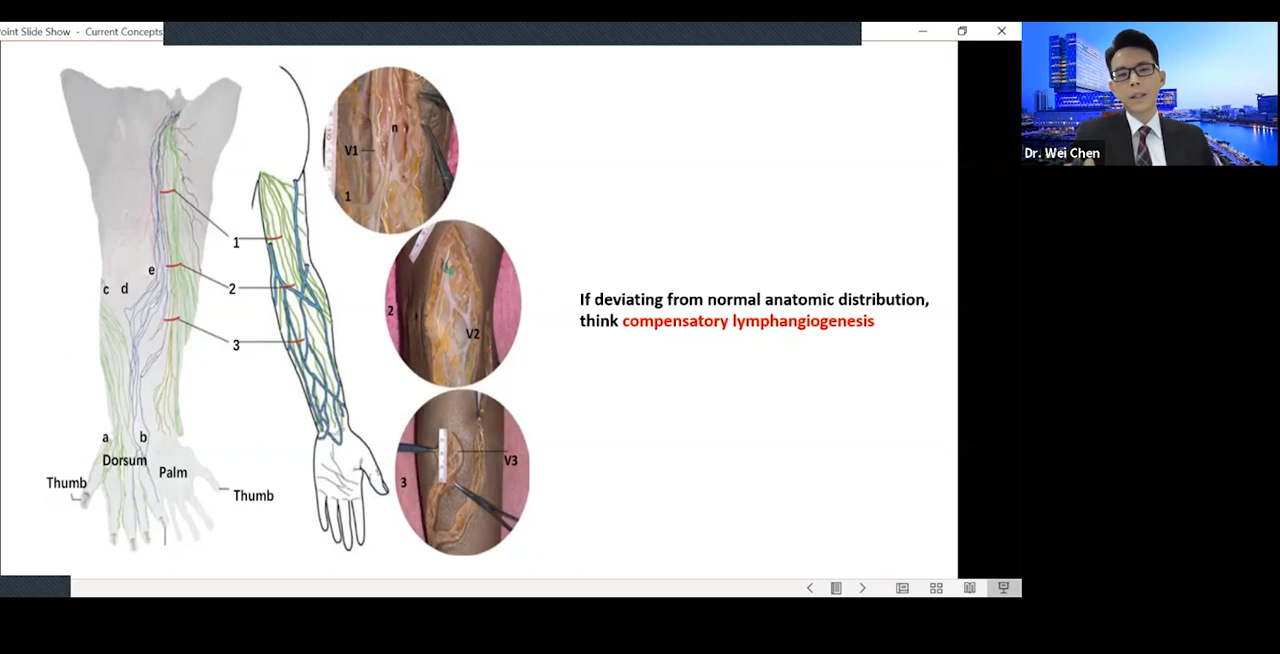 oint Slide Show - Current Concepts
Dr. Wei Chen
V1
n
1
1
e
c
d
2
2
V2
If deviating from normal anatomic distribution,
think compensatory lymphangiogenesis
3
a
b
Dorsum
Palm
Thumb
Thumb
V3
3